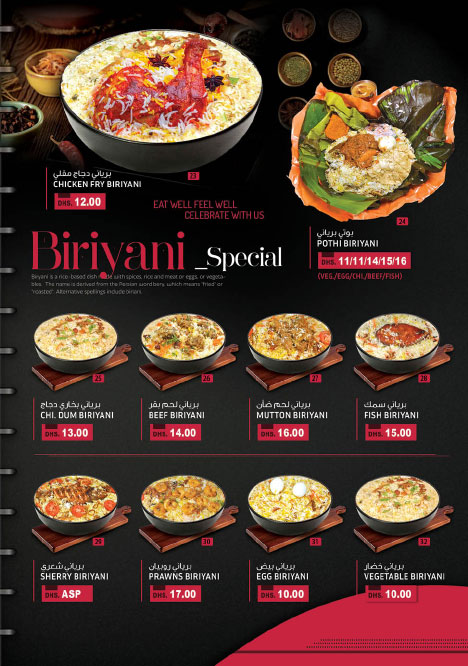 برياني دجاج مقلي
CHICKEN FRY BIRIYANI
23
DHS. 12.00
EAT WELL FEEL WELL
CELEBRATE WITH US
24
بوتي برياني
POTHI BIRIYANI
DHS. 11/11/14/15/16
(VEG./EGG/CHI./BEEF/FISH)
Biriyani _Special
Biryani is a rice-based dish made with spices, rice and meat or eggs, or vegeta-
bles. The name is derived from the Persian word bery, which means "fried" or
"roasted". Alternative spellings include biriani.
25 26 27 28
برياني بخاري دجاج
CHI. DUM BIRIYANI
DHS. 13.00
برياني لحم بقر
BEEF BIRIYANI
DHS. 14.00
برياني لحم ضأن
MUTTON BIRIYANI
DHS. 16.00
برياني سمك
FISH BIRIYANI
DHS. 15.00
29 30 31 32
برياني شعري
SHERRY BIRIYANI
DHS. ASP
برياني روبيان
PRAWNS BIRIYANI
DHS. 17.00
برياني بيض
EGG BIRIYANI
DHS. 10.00
برياني خضار
VEGETABLE BIRIYANI
DHS. 10.00